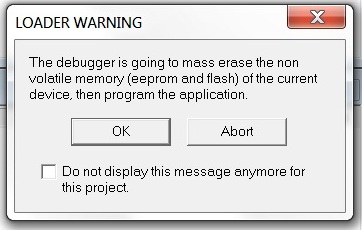 LOADER WARNING
The debugger is going to mass erase the non
volatile memory (eeprom and flash) of the current
device, then program the application.
OK
Abort
Do not display this message anymore for
this project.